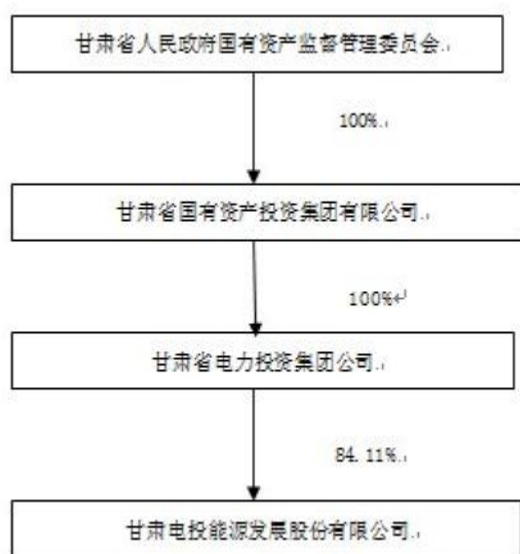 甘肃省人民政府国有资产监督管理委员会
100%
甘肃省国有资产投资集团有限公司
100%
甘肃省电力投资集团公司
84.11%
甘肃电投能源发展股份有限公司